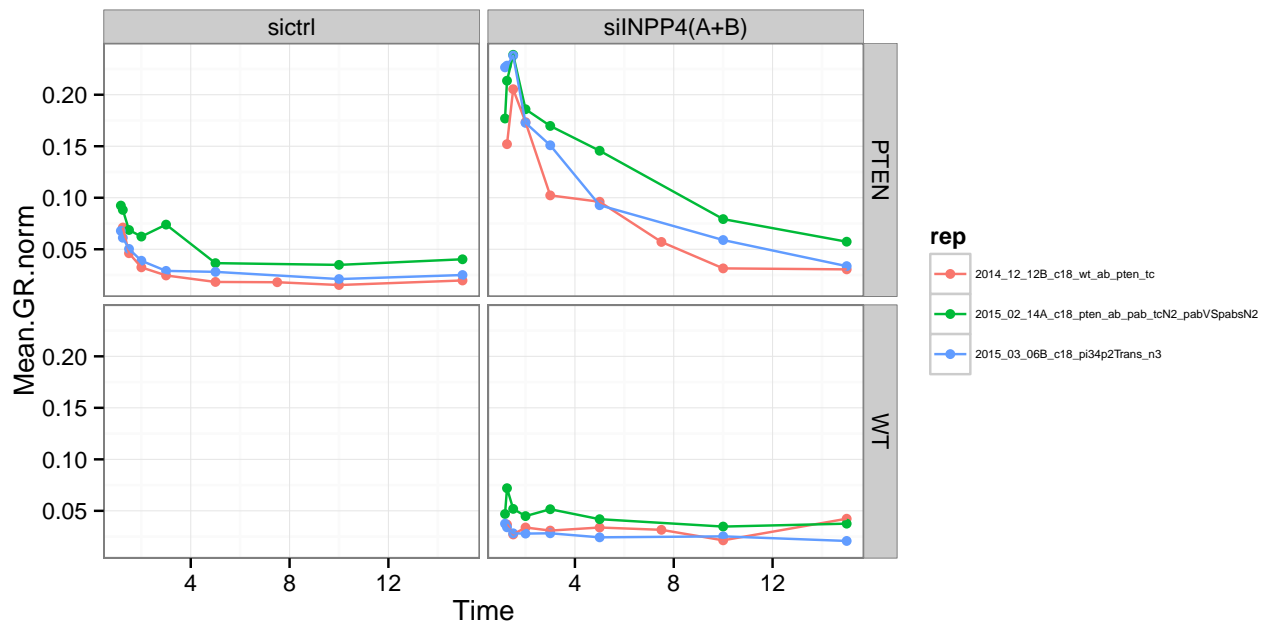 sictrl
siINPP4(A+B)
0.20
0.15
0.10
0.05
PTEN
0.20
0.15
0.10
0.05
WT
Mean.GR.norm
4
8
12
4
8
12
Time
rep
2014_12_12B_c18_wt_ab_pten_tc
2015_02_14A_c18_pten_ab_pab_tcN2_pabVSpabsN2
2015_03_06B_c18_pi34p2Trans_n3